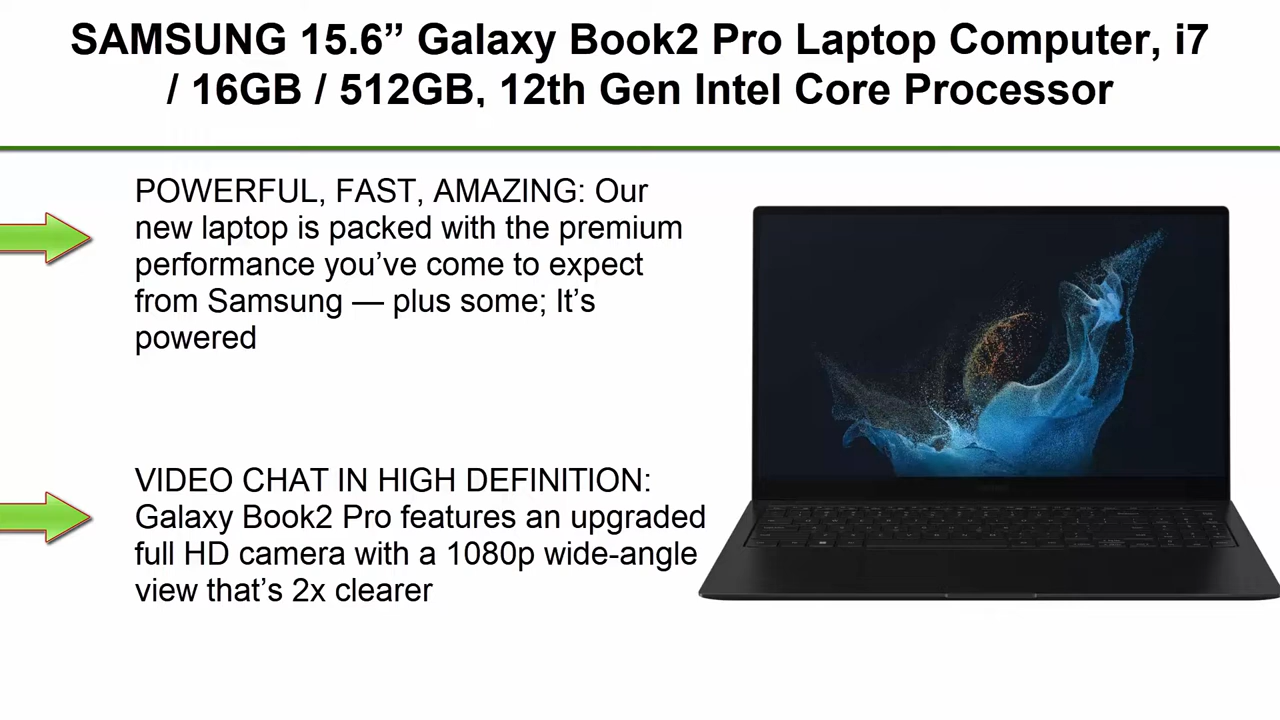 SAMSUNG 15.6” Galaxy Book2 Pro Laptop Computer, i7
/ 16GB / 512GB, 12th Gen Intel Core Processor
POWERFUL, FAST, AMAZING: Our
new laptop is packed with the premium
performance you’ve come to expect
from Samsung — plus some; It’s
powered
VIDEO CHAT IN HIGH DEFINITION:
Galaxy Book2 Pro features an upgraded
full HD camera with a 1080p wide-angle
view that’s 2x clearer